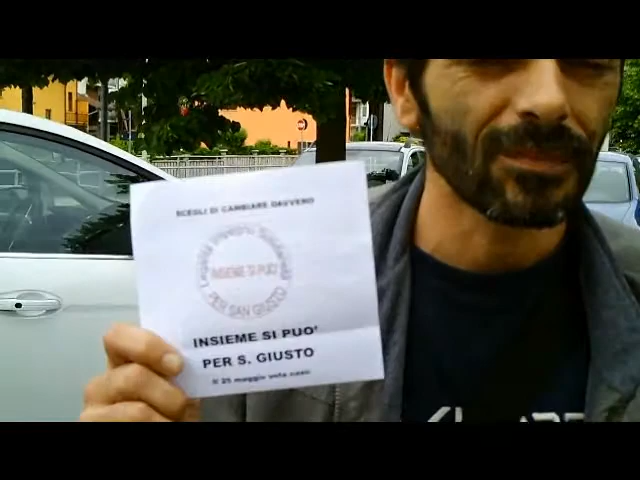 SCEGLI DI CAMBIARE DAVVERO
INSIEME SI PUO'
PER SAN GIUSTO
INSIEME SI PUO'
PER S. GIUSTO
Il 25 maggio vota così: